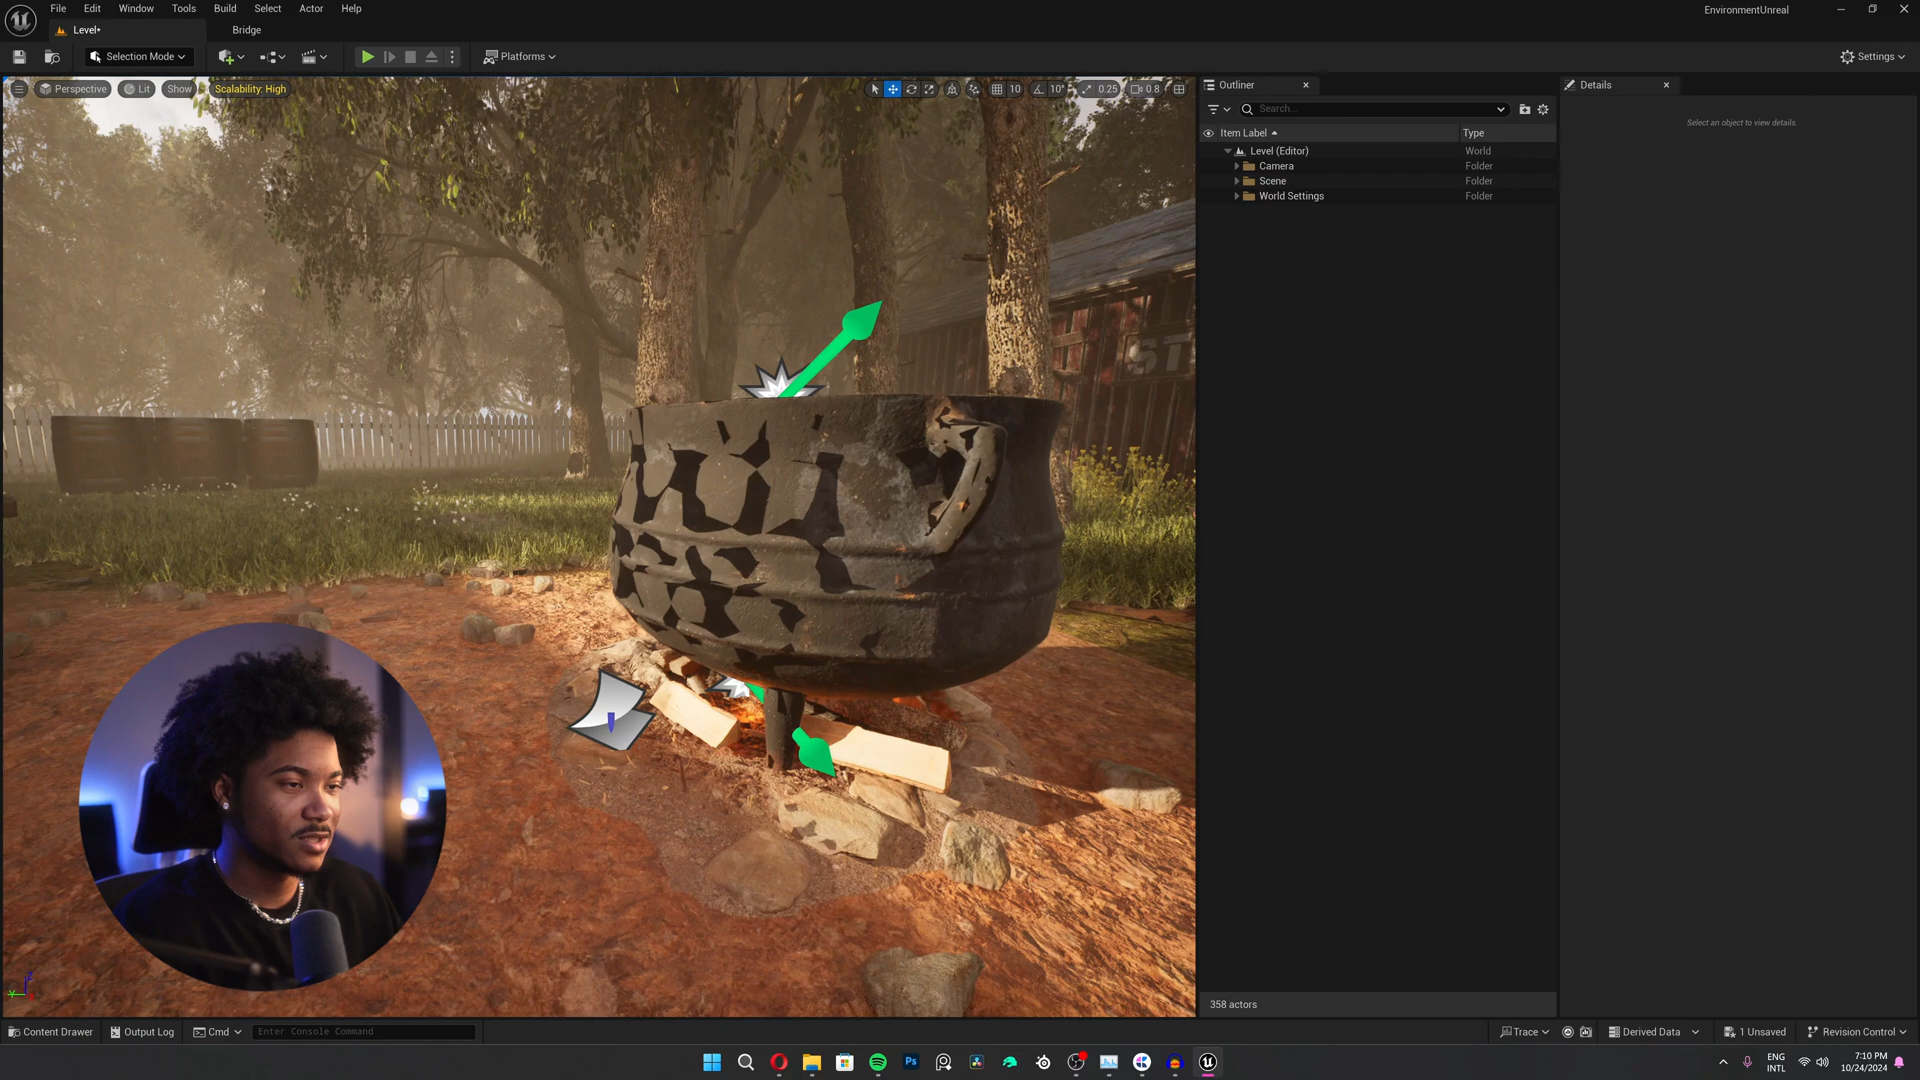 File Edit Window Tools Build Select Actor Help
EnvironmentUnreal
Level*
Bridge
Selection Mode
Platforms
Settings
Perspective
Lit
Show
Scalability: High
10
10°
0.25
0.8
Outliner
Details
Search...
Select an object to view details.
Item Label
Type
Level (Editor)
World
Camera
Folder
Scene
Folder
World Settings
Folder
ST
358 actors
Content Drawer
Output Log
Cmd
Enter Console Command
Trace
Derived Data
1 Unsaved
Revision Control
Ps
ENG
INTL
7:10 PM
10/24/2024